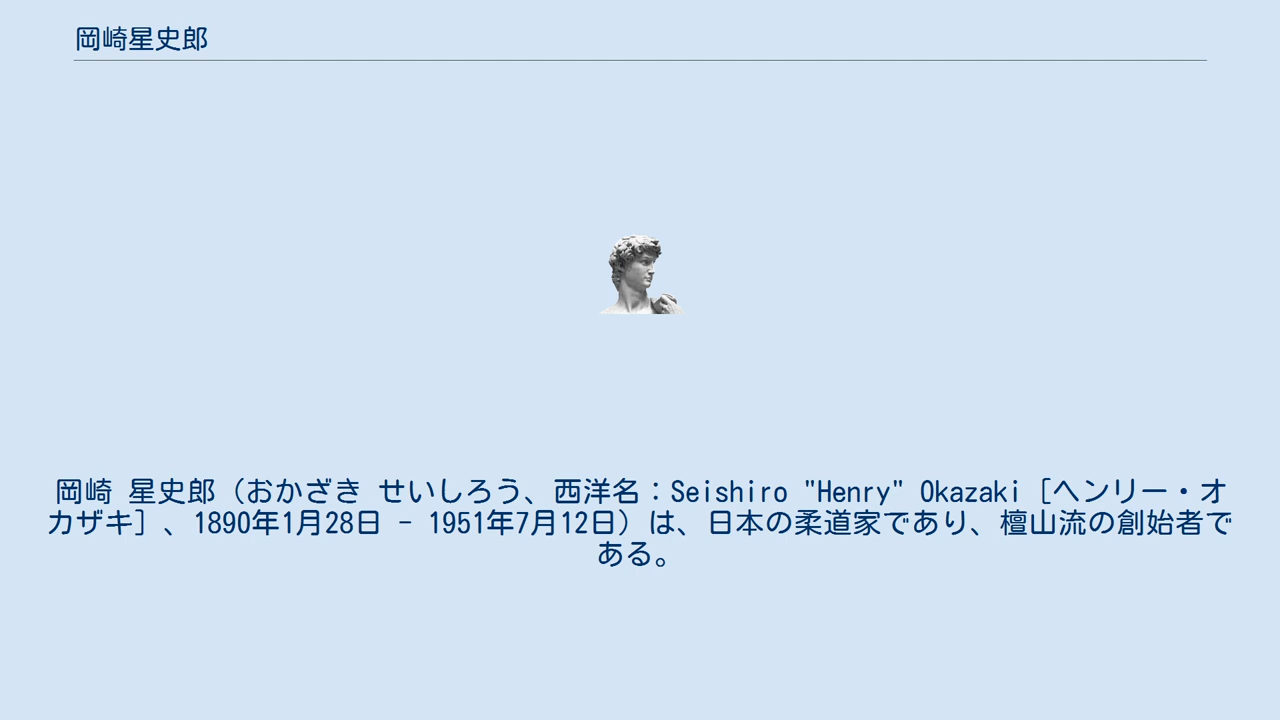 岡崎星史郎
岡崎 星史郎（おかざき せいしろう、西洋名：Seishiro "Henry" Okazaki［ヘンリー・オ
カザキ］、1890年1月28日 - 1951年7月12日）は、日本の柔道家であり、檀山流の創始者で
ある。